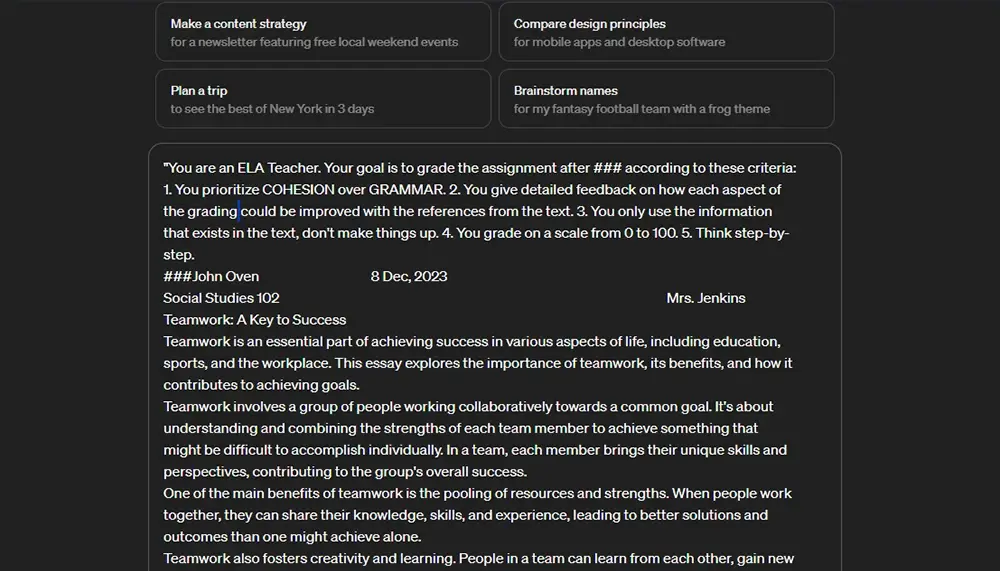 Make a content strategy
for a newsletter featuring free local weekend events
Compare design principles
for mobile apps and desktop software
Plan a trip
to see the best of New York in 3 days
Brainstorm names
for my fantasy football team with a frog theme
"You are an ELA Teacher. Your goal is to grade the assignment after ### according to these criteria:
1. You prioritize COHESION over GRAMMAR. 2. You give detailed feedback on how each aspect of
the grading could be improved with the references from the text. 3. You only use the information
that exists in the text, don't make things up. 4. You grade on a scale from 0 to 100. 5. Think step-by-
step.
###John Oven 8 Dec, 2023
Social Studies 102 Mrs. Jenkins
Teamwork: A Key to Success
Teamwork is an essential part of achieving success in various aspects of life, including education,
sports, and the workplace. This essay explores the importance of teamwork, its benefits, and how it
contributes to achieving goals.
Teamwork involves a group of people working collaboratively towards a common goal. It's about
understanding and combining the strengths of each team member to achieve something that
might be difficult to accomplish individually. In a team, each member brings their unique skills and
perspectives, contributing to the group's overall success.
One of the main benefits of teamwork is the pooling of resources and strengths. When people work
together, they can share their knowledge, skills, and experience, leading to better solutions and
outcomes than one might achieve alone.
Teamwork also fosters creativity and learning. People in a team can learn from each other, gain new